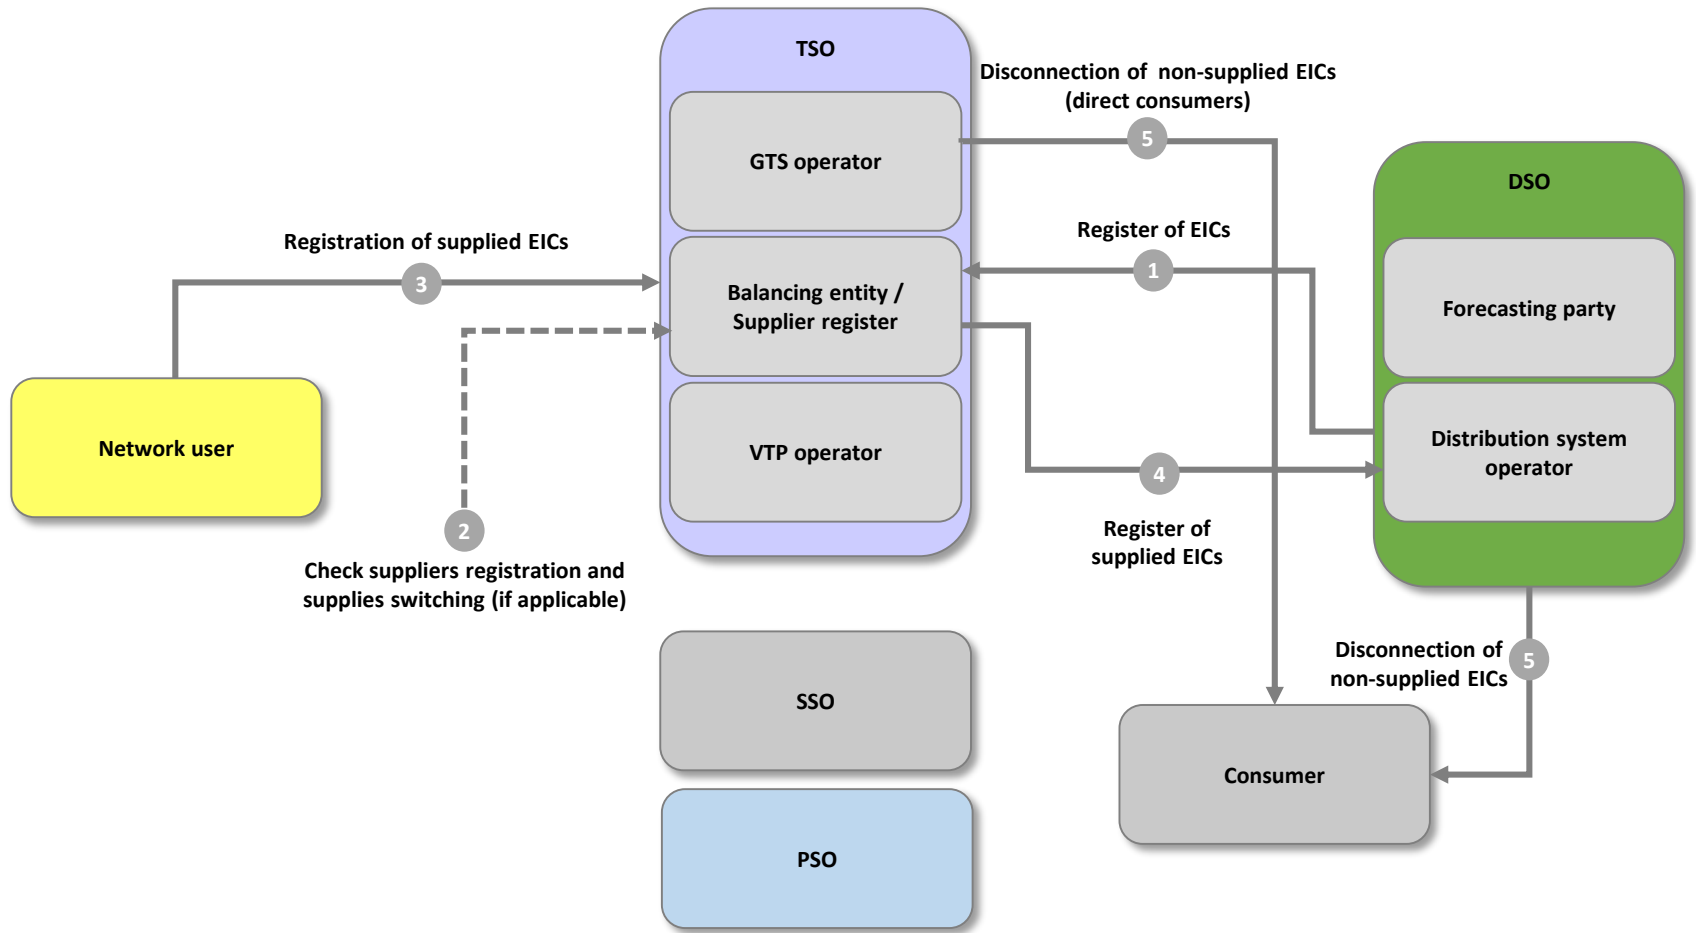 TSO
Disconnection of non-supplied EICs
(direct consumers)
5
GTS operator
DSO
Registration of supplied EICs
3
Register of EICs
1
Balancing entity /
Supplier register
Forecasting party
Network user
VTP operator
Distribution system
operator
4
2
Register of
supplied EICs
Check suppliers registration and
supplies switching (if applicable)
Disconnection of
non-supplied EICs
5
SSO
Consumer
PSO